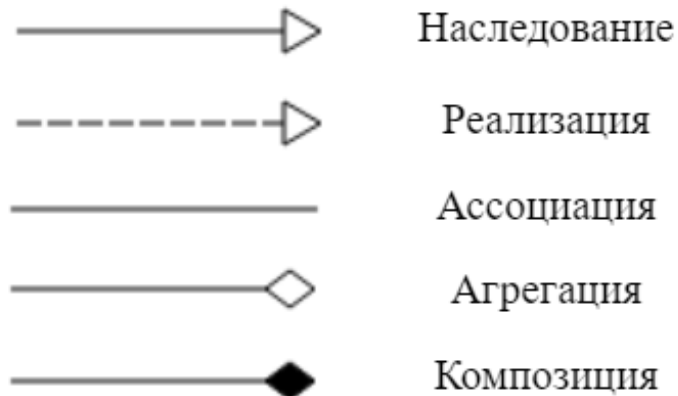 Наследование
Реализация
Ассоциация
Агрегация
Композиция